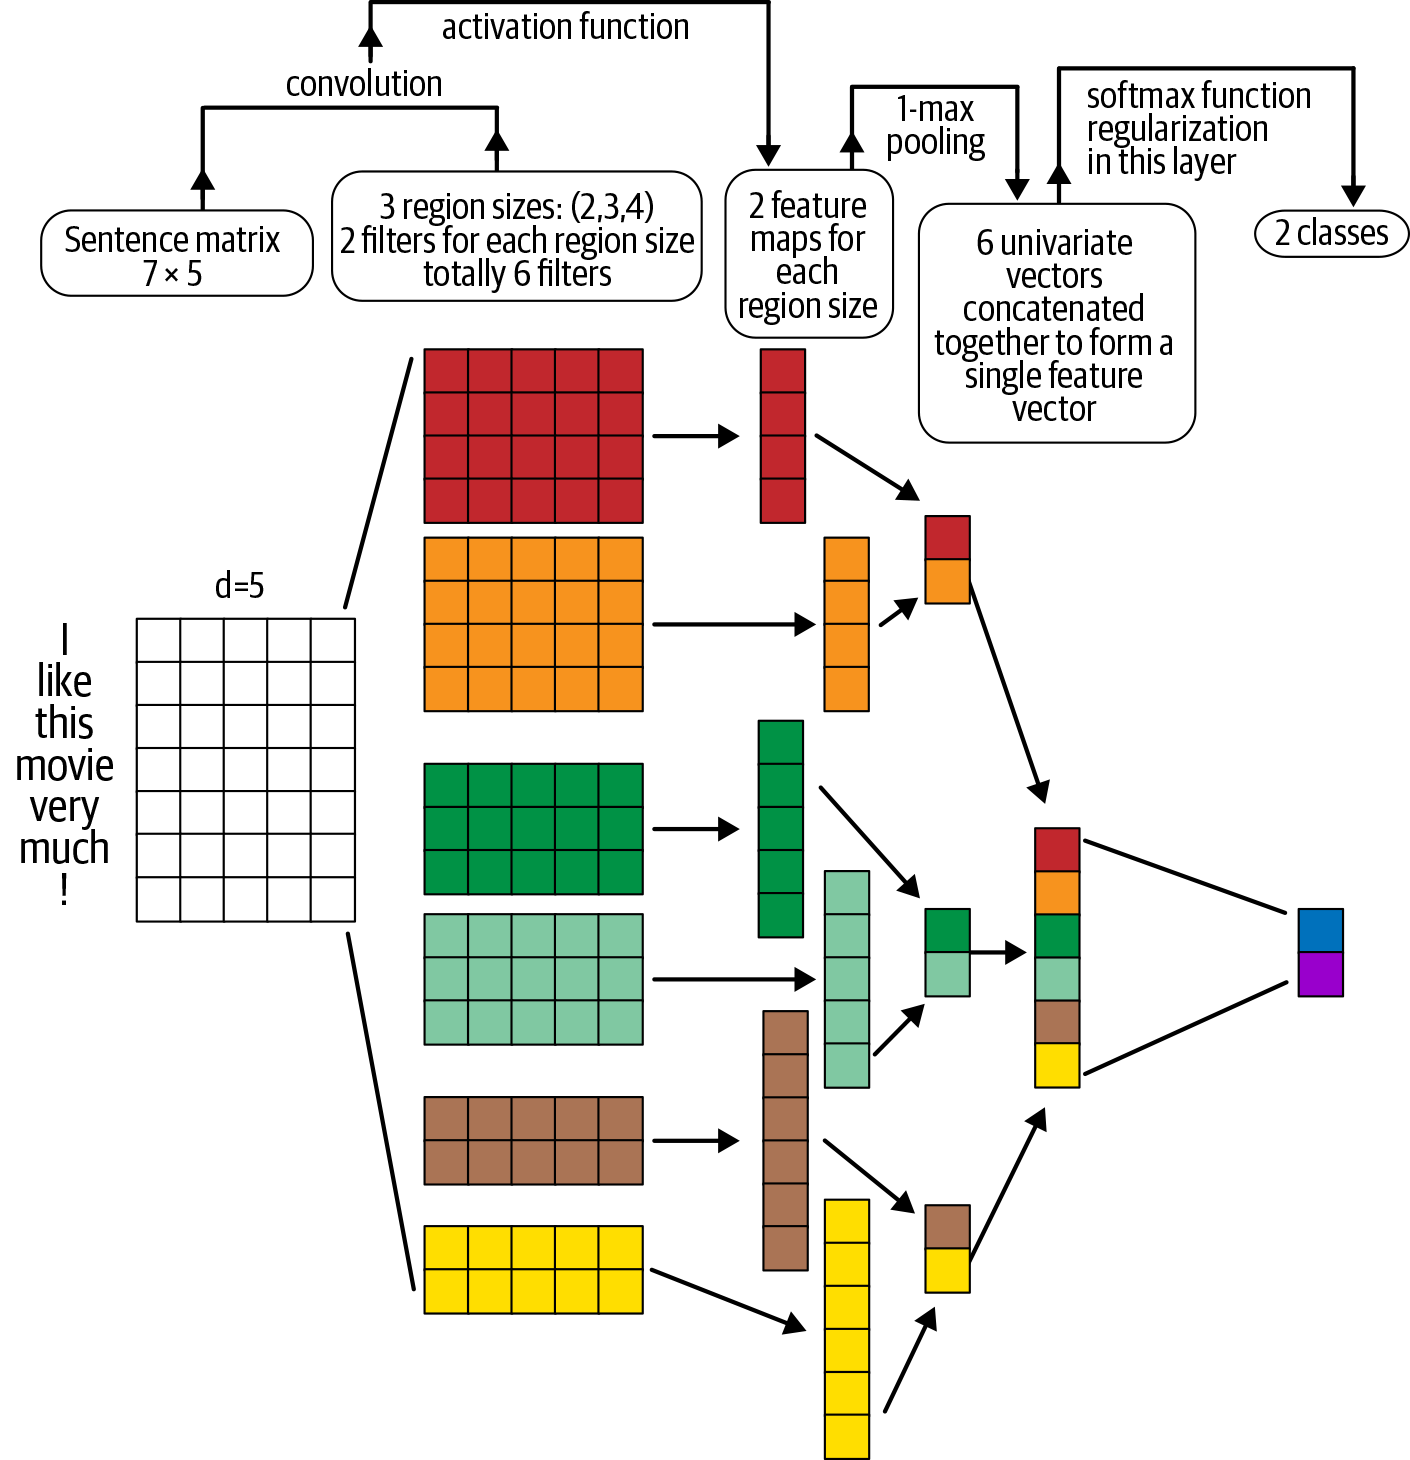 activation function
convolution
1-max
pooling
softmax function
regularization
in this layer
Sentence matrix
7 × 5
3 region sizes: (2,3,4)
2 filters for each region size
totally 6 filters
2 feature
maps for
each
region size
6 univariate
vectors
concatenated
together to form a
single feature
vector
2 classes
d=5
I
like
this
movie
very
much
!